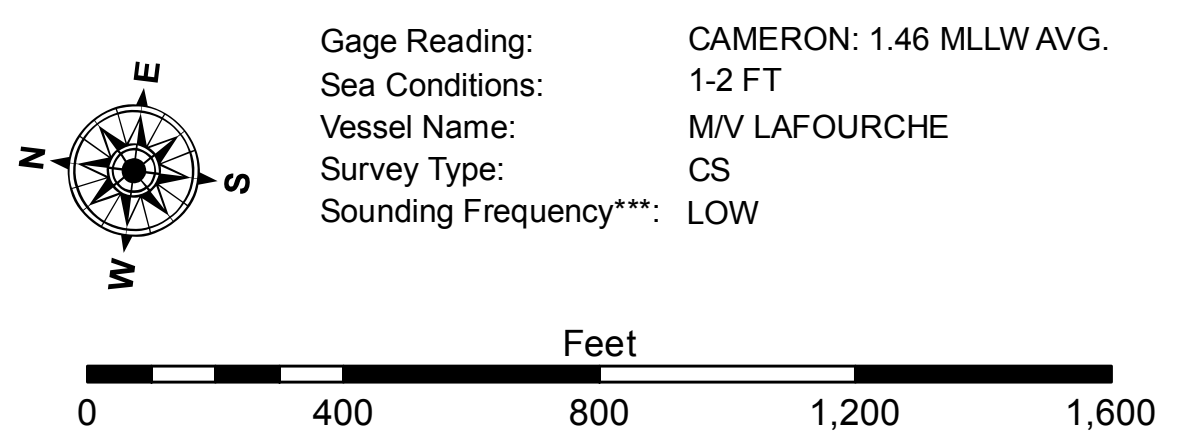 E
N
S
W
Gage Reading: CAMERON: 1.46 MLLW AVG.
Sea Conditions: 1-2 FT
Vessel Name: M/V LAFOURCHE
Survey Type: CS
Sounding Frequency***: LOW
Feet
0 400 800 1,200 1,600